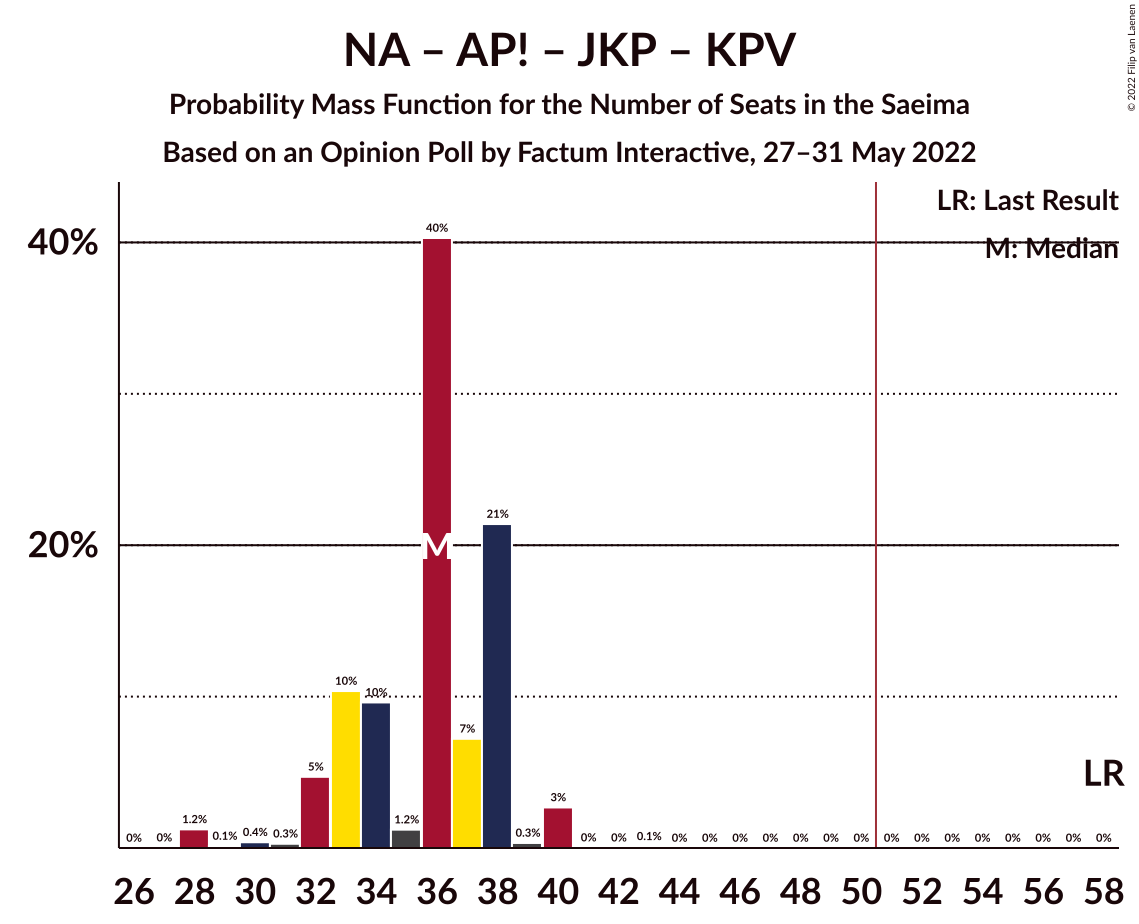 NA – AP! – JKP – KPV
Probability Mass Function for the Number of Seats in the Saeima
Based on an Opinion Poll by Factum Interactive, 27–31 May 2022
© 2022 Filip van Laenen
LR: Last Result
M: Median
40%
20%
0% 0% 1.2% 0.1% 0.4% 0.3% 5% 10% 10% 1.2% 40% 7% 21% 0.3% 3% 0% 0% 0.1% 0% 0% 0% 0% 0% 0% 0% 0% 0% 0% 0% 0% 0% 0% 0%
M
LR
26 28 30 32 34 36 38 40 42 44 46 48 50 52 54 56 58